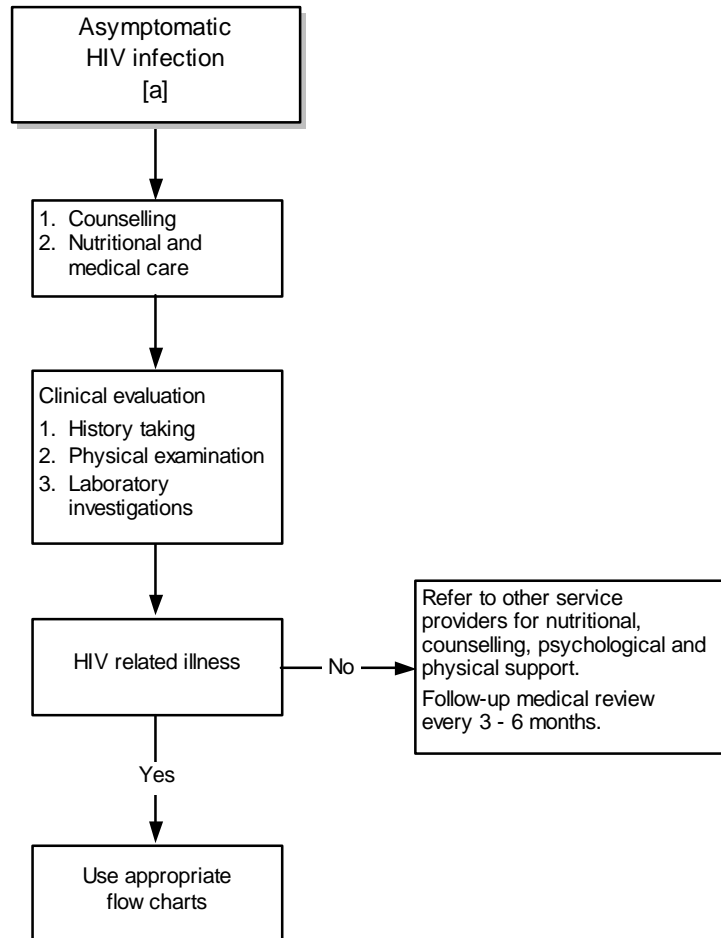 Asymptomatic
HIV infection
[a]
1. Counselling
2. Nutritional and
medical care
Clinical evaluation
1. History taking
2. Physical examination
3. Laboratory
investigations
HIV related illness
No
Refer to other service
providers for nutritional,
counselling, psychological and
physical support.
Follow-up medical review
every 3 - 6 months.
Yes
Use appropriate
flow charts